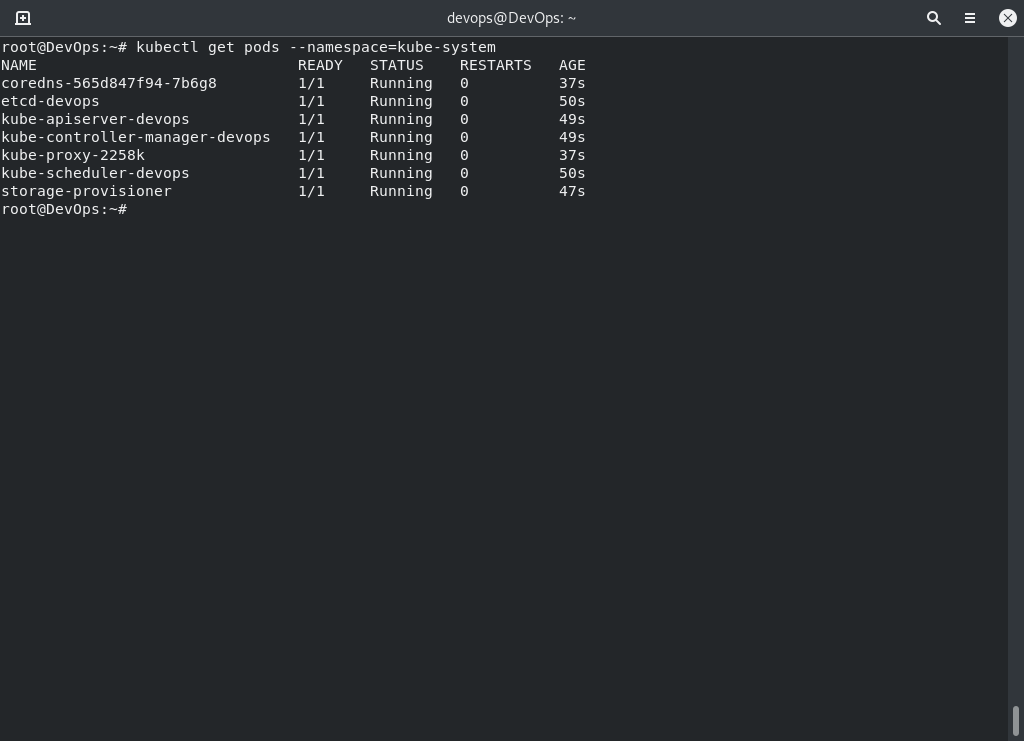 devops@DevOps: ~
root@DevOps:~# kubectl get pods --namespace=kube-system
NAME                             READY   STATUS    RESTARTS   AGE
coredns-565d847f94-7b6g8         1/1     Running   0          37s
etcd-devops                      1/1     Running   0          50s
kube-apiserver-devops            1/1     Running   0          49s
kube-controller-manager-devops   1/1     Running   0          49s
kube-proxy-2258k                 1/1     Running   0          37s
kube-scheduler-devops            1/1     Running   0          50s
storage-provisioner              1/1     Running   0          47s
root@DevOps:~#